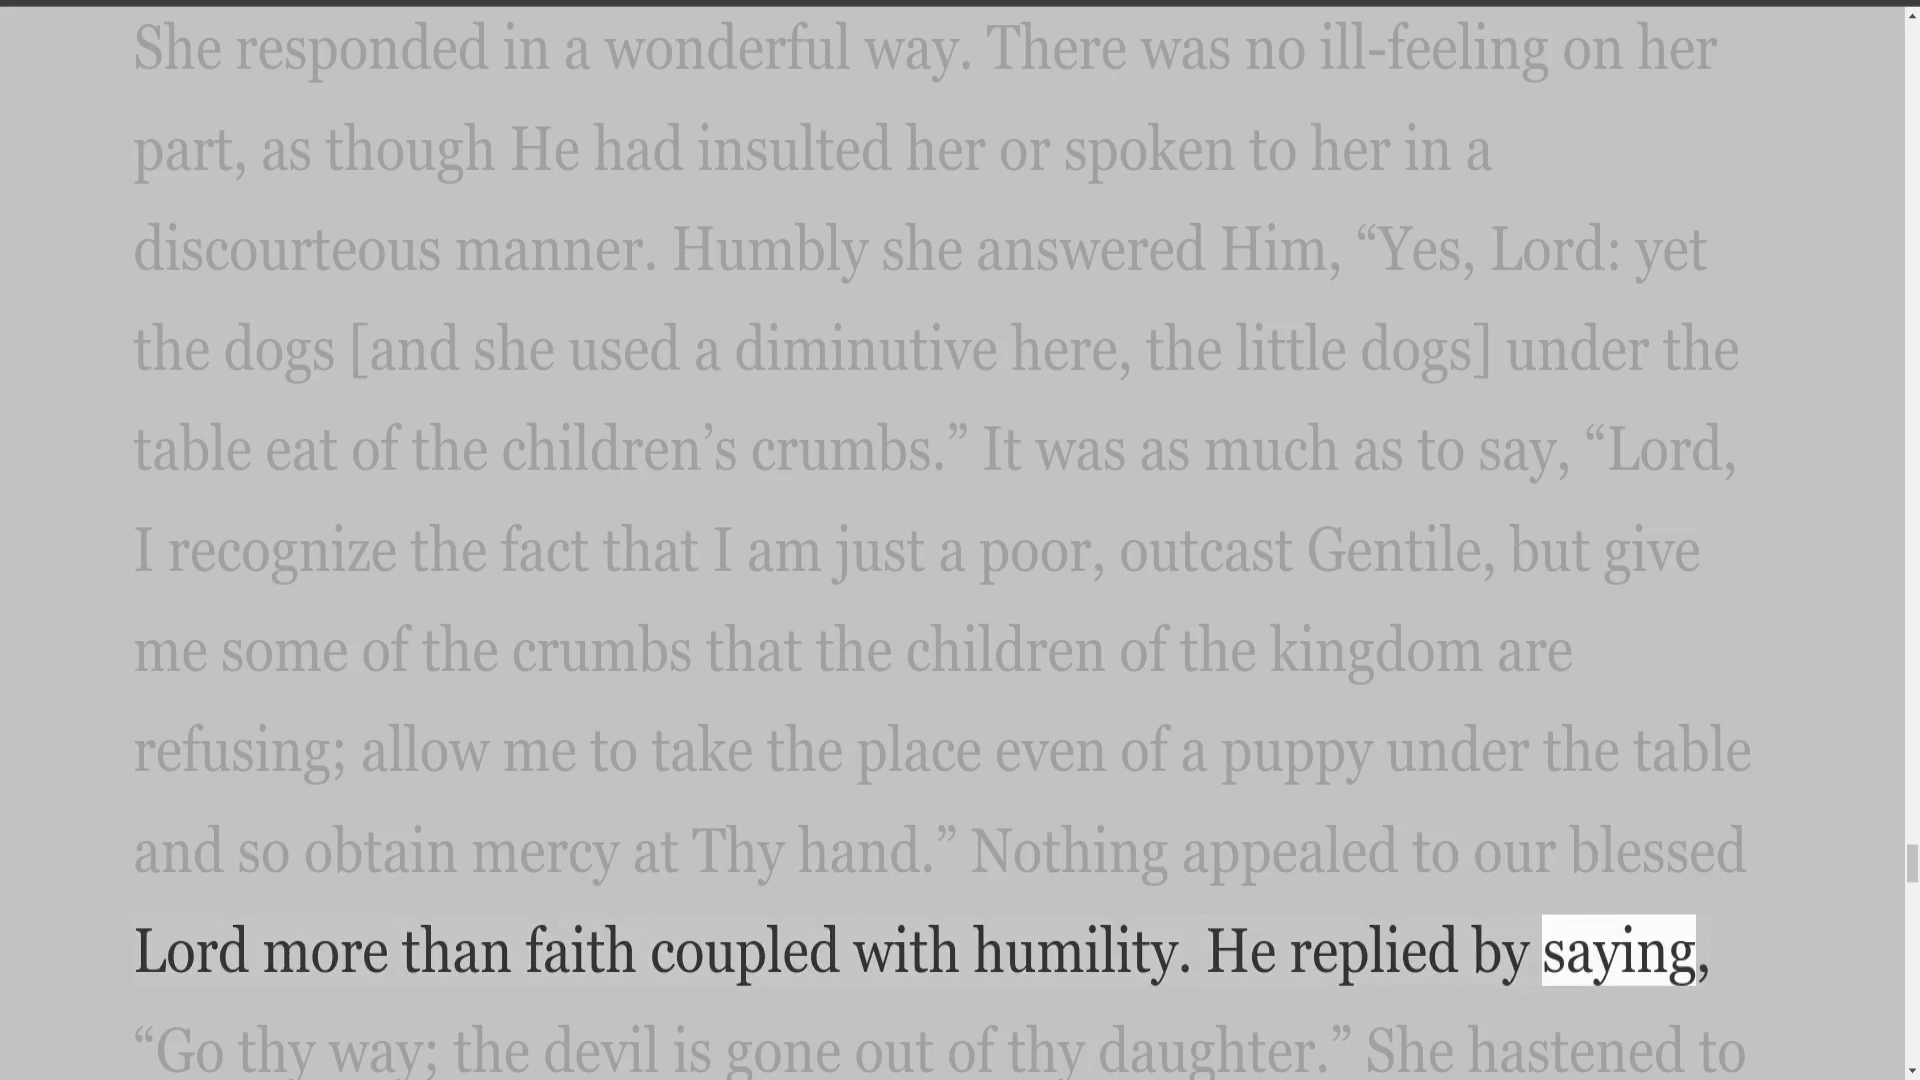 She responded in a wonderful way. There was no ill-feeling on her
part, as though He had insulted her or spoken to her in a
discourteous manner. Humbly she answered Him, “Yes, Lord: yet
the dogs [and she used a diminutive here, the little dogs] under the
table eat of the children’s crumbs.” It was as much as to say, “Lord,
I recognize the fact that I am just a poor, outcast Gentile, but give
me some of the crumbs that the children of the kingdom are
refusing; allow me to take the place even of a puppy under the table
and so obtain mercy at Thy hand.” Nothing appealed to our blessed
Lord more than faith coupled with humility. He replied by saying,
“Go thy way; the devil is gone out of thy daughter.” She hastened to